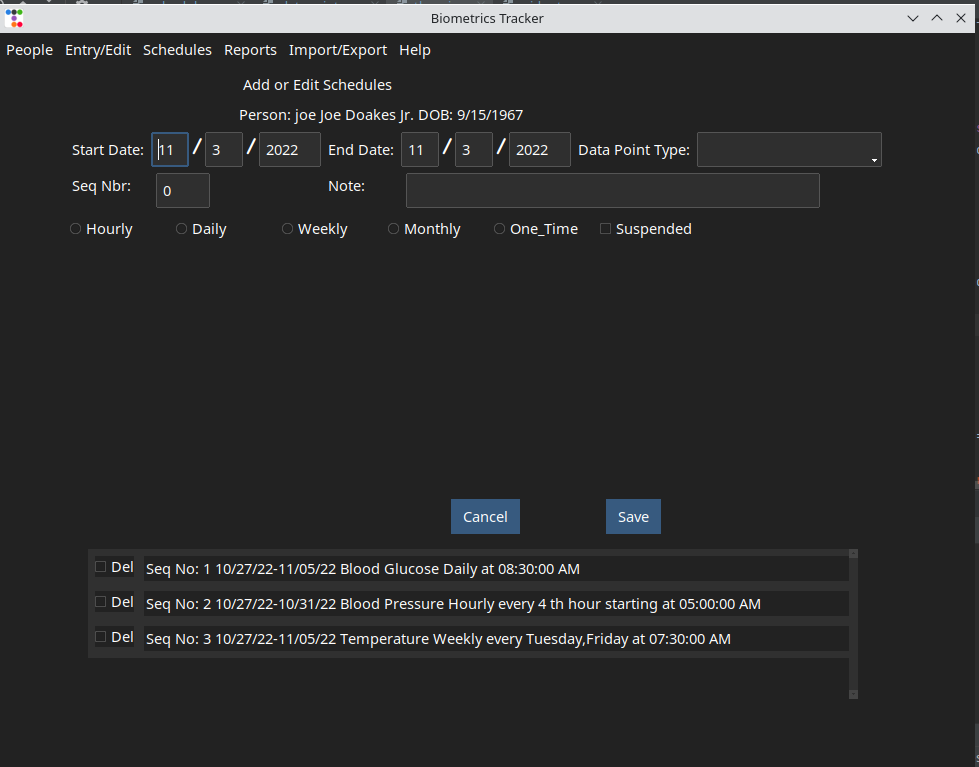 Biometrics Tracker
People Entry/Edit Schedules Reports Import/Export Help
Add or Edit Schedules
Person: joe Joe Doakes Jr. DOB: 9/15/1967
Start Date: 11 / 3 / 2022 End Date: 11 / 3 / 2022 Data Point Type:
Seq Nbr: 0 Note:
Hourly Daily Weekly Monthly One_Time Suspended
Cancel Save
Del Seq No: 1 10/27/22-11/05/22 Blood Glucose Daily at 08:30:00 AM
Del Seq No: 2 10/27/22-10/31/22 Blood Pressure Hourly every 4 th hour starting at 05:00:00 AM
Del Seq No: 3 10/27/22-11/05/22 Temperature Weekly every Tuesday,Friday at 07:30:00 AM